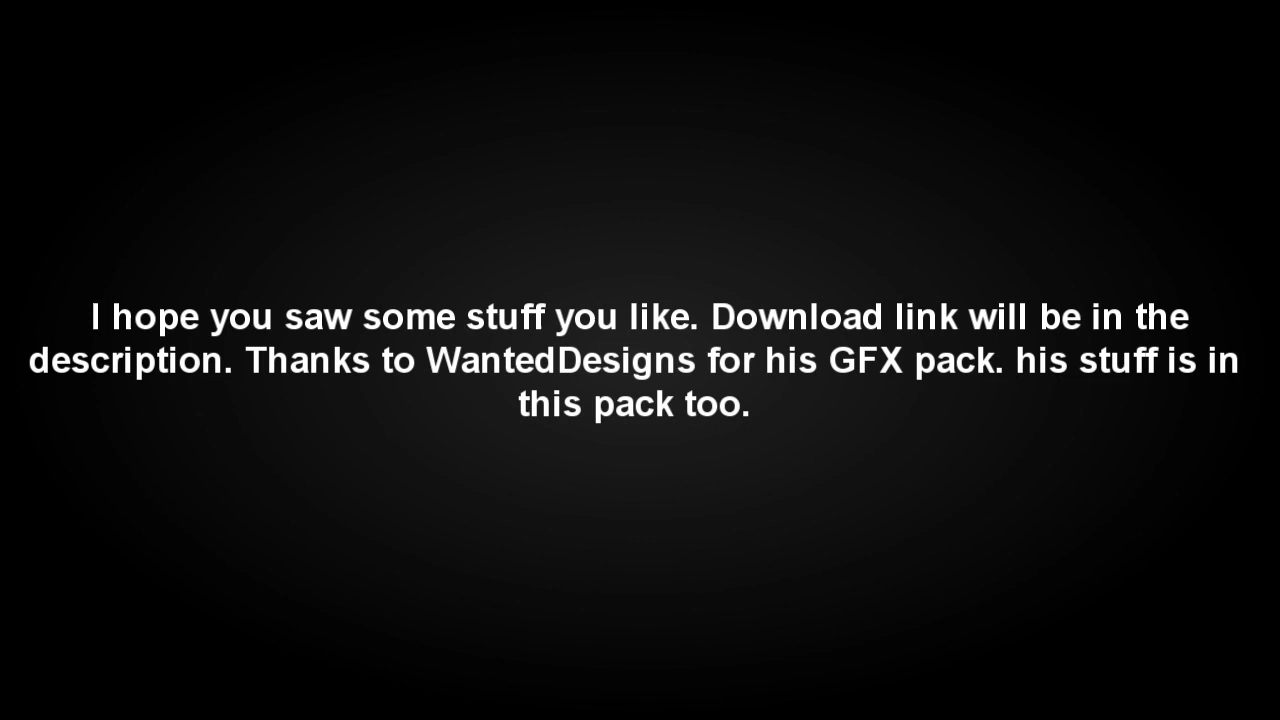 I hope you saw some stuff you like. Download link will be in the
description. Thanks to WantedDesigns for his GFX pack. his stuff is in
this pack too.